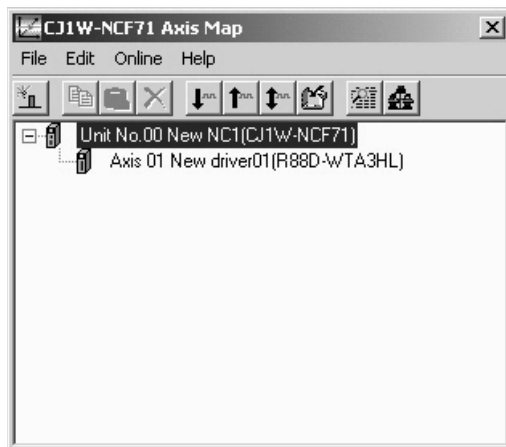 CJ1W-NCF71 Axis Map
File Edit Online Help
Unit No.00 New NC1(CJ1W-NCF71)
Axis 01 New driver01(R88D-WTA3HL)